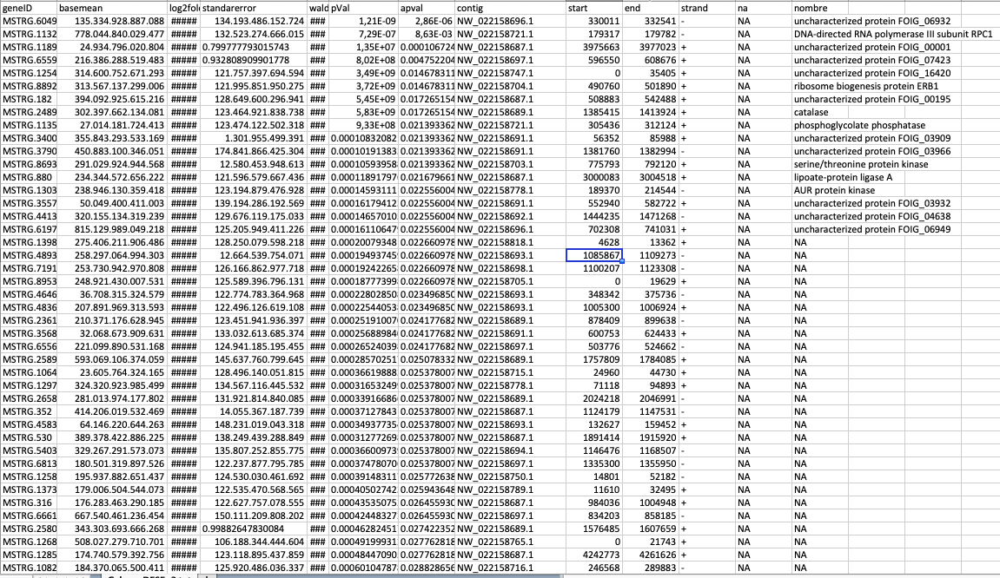 geneID basemean log2fol standarerror wald pVal apval contig start end strand na nombre
MSTRG.6049 135.334.928.887.088 ##### 134.193.486.152.724 ### 1,21E-09 2,86E-06 NW_022158696.1 330011 332541 - NA uncharacterized protein FOIG_06932
MSTRG.1132 778.044.840.029.477 ##### 132.523.274.666.015 ### 7,29E-07 8,63E-03 NW_022158721.1 179317 179782 - NA DNA-directed RNA polymerase III subunit RPC1
MSTRG.1189 24.934.796.020.804 ##### 0.799777793015743 ### 1,35E+07 0.000106724 NW_022158687.1 3975663 3977023 + NA uncharacterized protein FOIG_00001
MSTRG.6559 216.386.288.519.483 ##### 0.932808909901778 ### 8,02E+08 0.004752204 NW_022158697.1 596550 608676 + NA uncharacterized protein FOIG_07423
MSTRG.1254 314.600.752.671.293 ##### 121.757.397.694.594 ### 3,49E+09 0.014678311 NW_022158747.1 0 35405 + NA uncharacterized protein FOIG_16420
MSTRG.8892 313.567.137.299.006 ##### 121.995.851.950.275 ### 3,72E+09 0.014678311 NW_022158704.1 490760 501890 + NA ribosome biogenesis protein ERB1
MSTRG.182 394.092.925.615.216 ##### 128.649.600.296.941 ### 5,45E+09 0.017265154 NW_022158687.1 508883 542488 + NA uncharacterized protein FOIG_00195
MSTRG.2489 302.397.662.134.081 ##### 123.464.921.838.738 ### 5,83E+09 0.017265154 NW_022158689.1 1385415 1413924 + NA catalase
MSTRG.1135 27.014.181.724.413 ##### 123.474.122.502.318 ### 9,33E+08 0.021393362 NW_022158721.1 305436 312124 + NA phosphoglycolate phosphatase
MSTRG.3400 355.843.293.533.169 ##### 1.301.955.499.391 ### 0.00010832082 0.021393362 NW_022158691.1 56352 85988 + NA uncharacterized protein FOIG_03909
MSTRG.3790 450.883.100.346.051 ##### 174.841.866.425.304 ### 0.00010191383 0.021393362 NW_022158691.1 1381760 1382994 - NA uncharacterized protein FOIG_03966
MSTRG.8693 291.029.924.944.568 ##### 12.580.453.948.613 ### 0.00010593958 0.021393362 NW_022158703.1 775793 792120 + NA serine/threonine protein kinase
MSTRG.880 234.344.572.656.222 ##### 121.596.579.667.436 ### 0.00011891797 0.021679661 NW_022158687.1 3000083 3004518 + NA lipoate-protein ligase A
MSTRG.1303 238.946.130.359.418 ##### 123.194.879.476.928 ### 0.00014593111 0.022556004 NW_022158778.1 189370 214544 - NA AUR protein kinase
MSTRG.3557 50.049.400.411.003 ##### 139.194.286.192.569 ### 0.00016179412 0.022556004 NW_022158691.1 552940 582722 + NA uncharacterized protein FOIG_03932
MSTRG.4413 320.155.134.319.239 ##### 129.676.119.175.033 ### 0.00014657010 0.022556004 NW_022158692.1 1444235 1471268 - NA uncharacterized protein FOIG_04638
MSTRG.6197 815.129.989.049.218 ##### 125.205.949.411.226 ### 0.00016110647 0.022556004 NW_022158696.1 702308 741031 + NA uncharacterized protein FOIG_06949
MSTRG.1398 275.406.211.906.486 ##### 128.250.079.598.218 ### 0.00020079348 0.022660978 NW_022158818.1 4628 13362 + NA NA
MSTRG.4893 258.297.064.994.303 ##### 12.664.539.754.071 ### 0.00019493745 0.022660978 NW_022158693.1 1085867 1109273 - NA NA
MSTRG.7191 253.730.942.970.808 ##### 126.166.862.977.718 ### 0.00019242265 0.022660978 NW_022158698.1 1100207 1123308 - NA NA
MSTRG.8953 248.921.430.007.531 ##### 125.589.396.796.131 ### 0.00018777399 0.022660978 NW_022158705.1 0 19629 + NA NA
MSTRG.4646 36.708.315.324.579 ##### 122.774.783.364.968 ### 0.00022802850 0.023496850 NW_022158693.1 348342 375736 - NA NA
MSTRG.4836 207.891.969.313.593 ##### 122.496.126.619.108 ### 0.00022544053 0.023496850 NW_022158693.1 1005300 1006924 + NA NA
MSTRG.2361 210.371.176.628.945 ##### 123.451.941.936.397 ### 0.00025191007 0.024177682 NW_022158689.1 878409 899638 - NA NA
MSTRG.3568 32.068.673.909.631 ##### 133.032.613.685.374 ### 0.00025688984 0.024177682 NW_022158691.1 600753 624433 + NA NA
MSTRG.6556 221.099.890.531.168 ##### 124.941.185.195.455 ### 0.00026524039 0.024177682 NW_022158697.1 503776 524662 - NA NA
MSTRG.2589 593.069.106.374.059 ##### 145.637.760.799.645 ### 0.00028570251 0.025078332 NW_022158689.1 1757809 1784085 + NA NA
MSTRG.1064 23.605.764.324.165 ##### 128.496.140.051.815 ### 0.00036619888 0.025378007 NW_022158715.1 24960 44730 + NA NA
MSTRG.1297 324.320.923.985.499 ##### 134.567.116.445.532 ### 0.00031653249 0.025378007 NW_022158778.1 71118 94893 + NA NA
MSTRG.2658 281.013.974.177.802 ##### 131.921.814.840.085 ### 0.00033916686 0.025378007 NW_022158689.1 2024218 2046991 - NA NA
MSTRG.352 414.206.019.532.469 ##### 14.055.367.187.739 ### 0.00037127843 0.025378007 NW_022158687.1 1124179 1147531 - NA NA
MSTRG.4583 64.146.220.644.263 ##### 148.231.019.043.318 ### 0.00034937735 0.025378007 NW_022158693.1 132627 159452 + NA NA
MSTRG.530 389.378.422.886.225 ##### 138.249.439.288.849 ### 0.00031277269 0.025378007 NW_022158687.1 1891414 1915920 + NA NA
MSTRG.5403 329.267.291.573.073 ##### 135.807.252.855.775 ### 0.00036600973 0.025378007 NW_022158694.1 1146476 1168507 - NA NA
MSTRG.6813 180.501.319.897.526 ##### 122.237.877.795.785 ### 0.00037478070 0.025378007 NW_022158697.1 1335300 1355950 - NA NA
MSTRG.1258 195.937.882.651.437 ##### 124.530.030.461.692 ### 0.00039148311 0.025772638 NW_022158750.1 14801 52182 - NA NA
MSTRG.1373 179.006.504.544.073 ##### 122.535.470.568.565 ### 0.00040502742 0.025943648 NW_022158789.1 11610 32495 + NA NA
MSTRG.316 176.283.463.290.185 ##### 122.627.757.078.555 ### 0.00043535075 0.026455930 NW_022158687.1 984036 1004948 + NA NA
MSTRG.6661 667.540.461.236.454 ##### 150.111.209.808.202 ### 0.00042448327 0.026455930 NW_022158697.1 834203 858185 - NA NA
MSTRG.2580 343.303.693.666.268 ##### 0.99882647830084 ### 0.00046282451 0.027422352 NW_022158689.1 1576485 1607659 + NA NA
MSTRG.1268 508.027.279.710.701 ##### 106.188.344.444.604 ### 0.00049199931 0.027762818 NW_022158765.1 0 21743 + NA NA
MSTRG.1285 174.740.579.392.756 ##### 123.118.895.437.859 ### 0.00048447090 0.027762818 NW_022158687.1 4242773 4261626 + NA NA
MSTRG.1082 184.370.065.500.411 ##### 125.920.486.036.337 ### 0.00060104787 0.028828656 NW_022158716.1 246568 289883 - NA NA